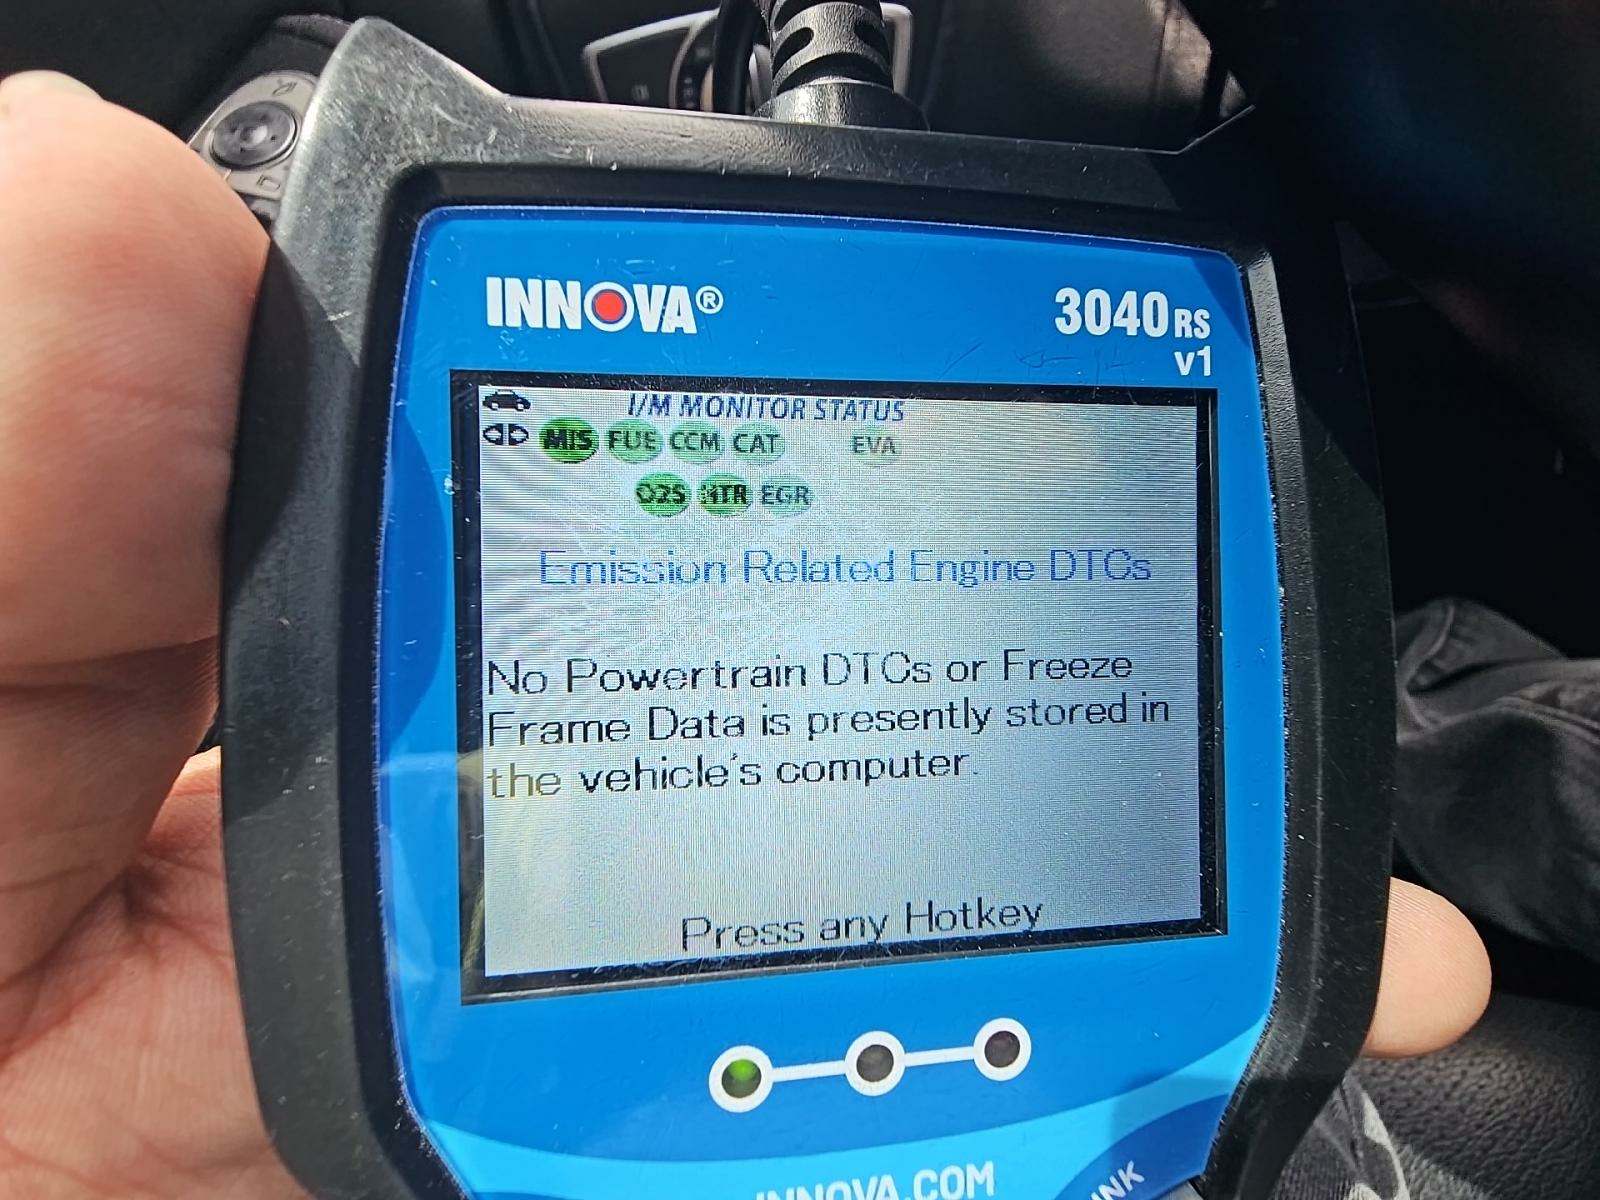 INNOVA®
3040RS
v1
I/M MONITOR STATUS
MIS FUE CCM CAT EVA
O2S HTR EGR
Emission Related Engine DTCs
No Powertrain DTCs or Freeze
Frame Data is presently stored in
the vehicle's computer.
Press any Hotkey
INNOVA.COM